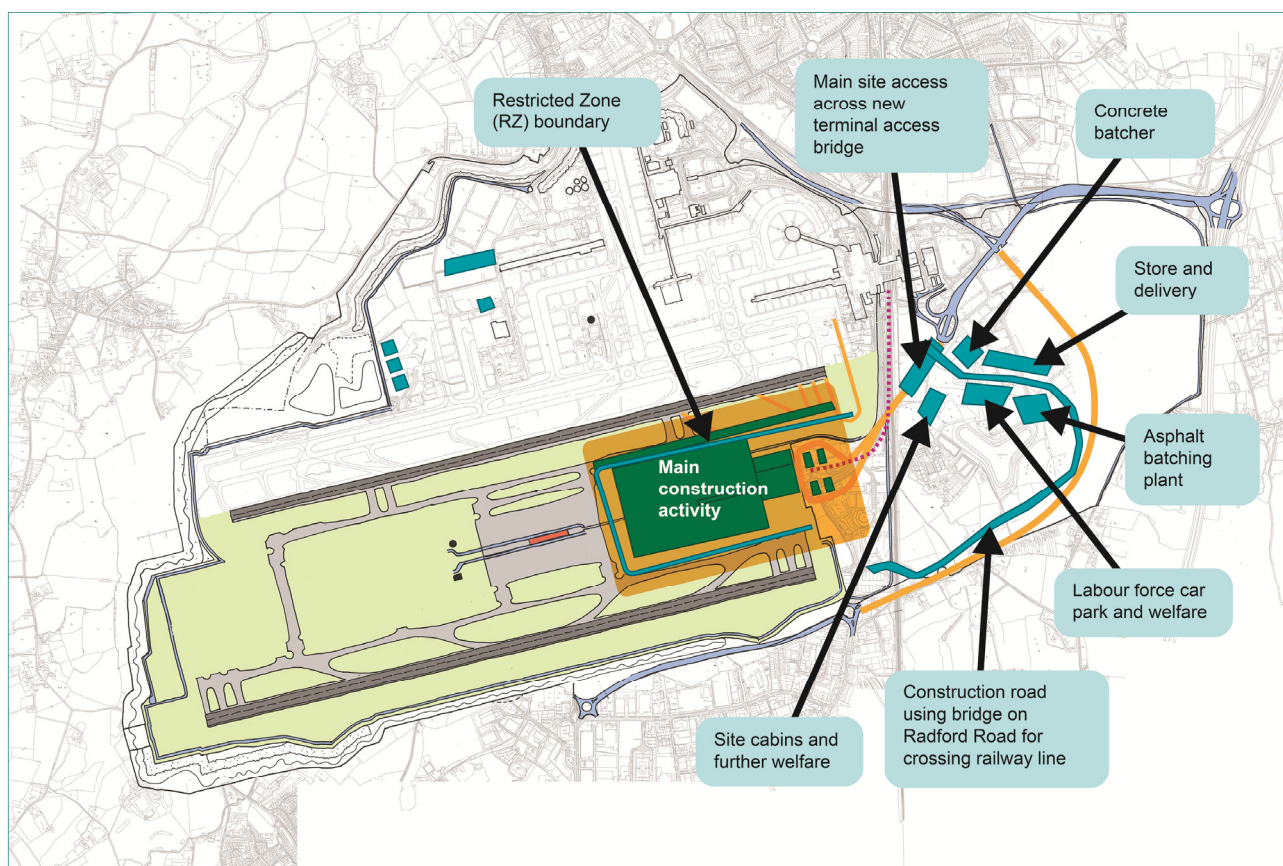 Restricted Zone
(RZ) boundary
Main site access
across new
terminal access
bridge
Concrete
batcher
Store and
delivery
Main
construction
activity
Asphalt
batching
plant
Labour force car
park and welfare
Construction road
using bridge on
Radford Road for
crossing railway line
Site cabins and
further welfare